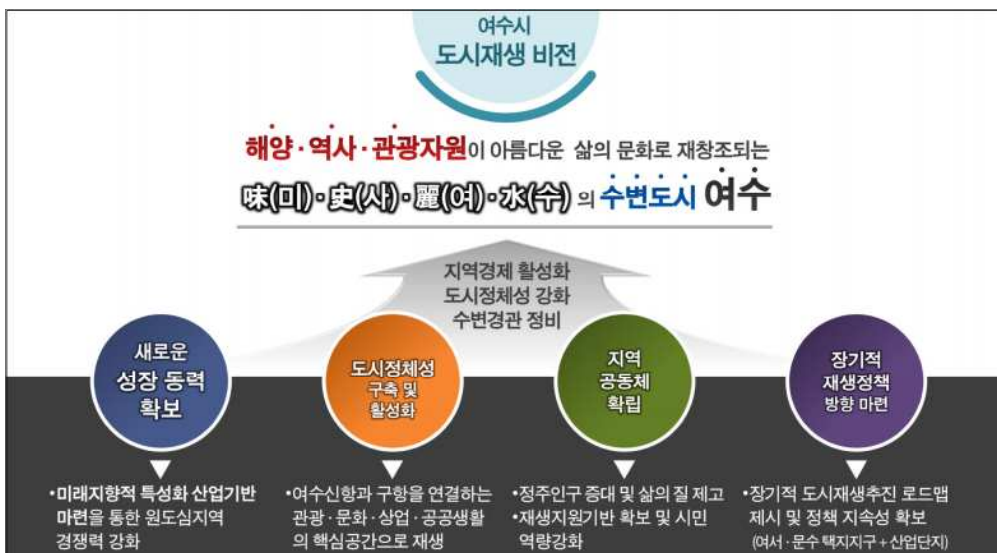 여수시
도시재생 비전
해양·역사·관광자원이 아름다운 삶의 문화로 재창조되는
味(미)·史(사)·麗(여)·水(수)의 수변도시 여수
지역경제 활성화
도시정체성 강화
수변경관 정비
새로운
성장 동력
확보
도시정체성
구축 및
활성화
지역
공동체
확립
장기적
재생정책
방향 마련
•미래지향적 특성화 산업기반
마련을 통한 원도심지역
경쟁력 강화
•여수신항과 구항을 연결하는
관광·문화·상업·공공생활
의 핵심공간으로 재생
•정주인구 증대 및 삶의 질 제고
•재생지원기반 확보 및 시민
역량강화
•장기적 도시재생추진 로드맵
제시 및 정책 지속성 확보
(여서·문수 택지지구+산업단지)